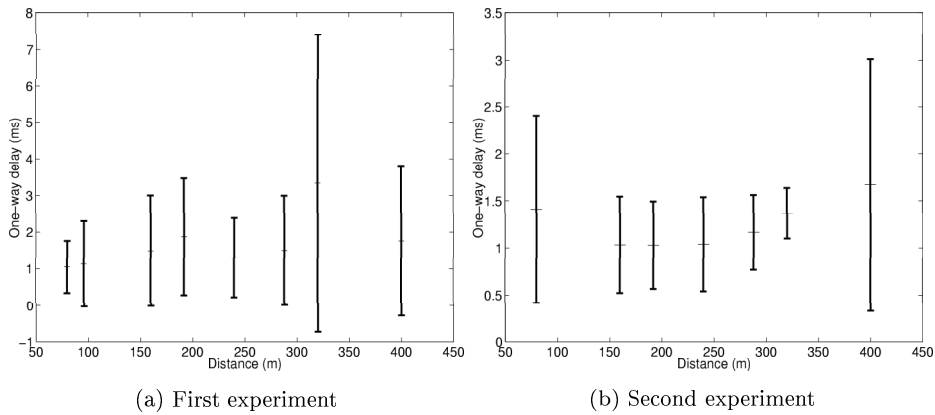 8
7
6
5
4
3
2
1
0
−1
One−way delay (ms)
50 100 150 200 250 300 350 400 450
Distance (m)
(a) First experiment
3.5
3
2.5
2
1.5
1
0.5
0
One−way delay (ms)
50 100 150 200 250 300 350 400 450
Distance (m)
(b) Second experiment